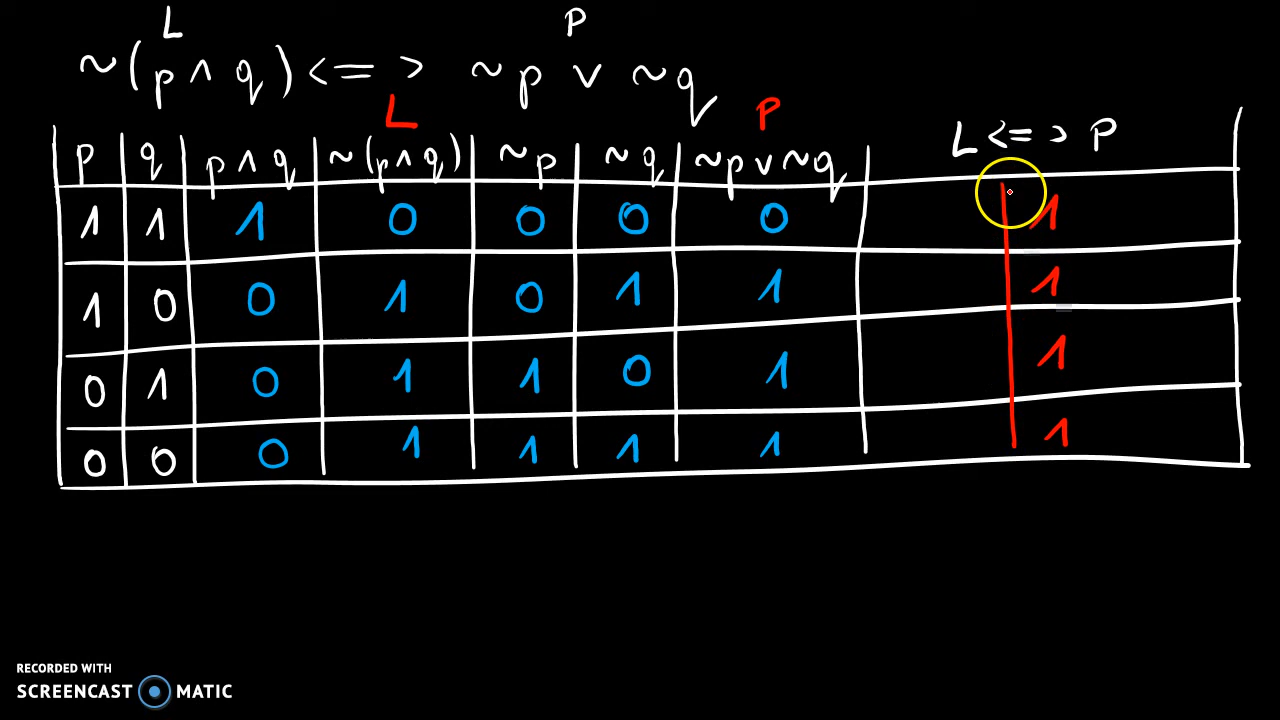 L P
~(p ∧ q) <=> ~p ∨ ~q
L P
p q p ∧ q ~(p ∧ q) ~p ~q ~p ∨ ~q L <=> P
1 1 1 0 0 0 0 1
1 0 0 1 0 1 1 1
0 1 0 1 1 0 1 1
0 0 0 1 1 1 1 1
RECORDED WITH
SCREENCAST MATIC